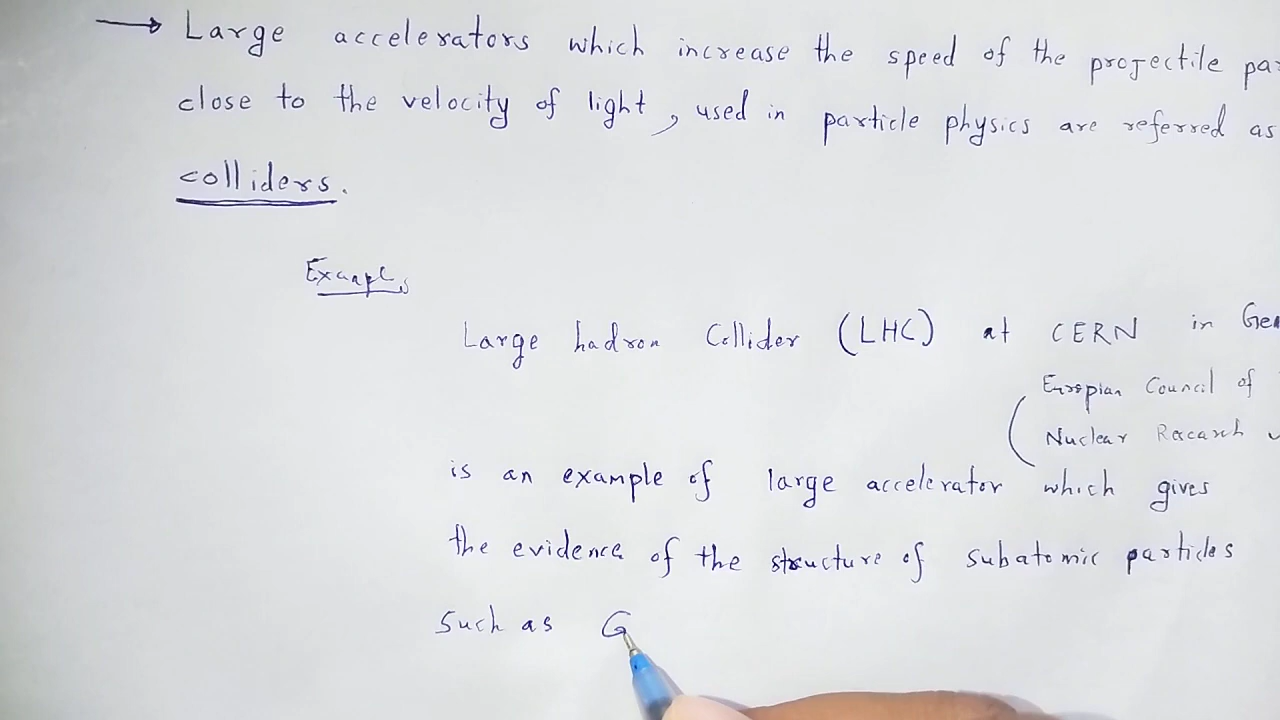 → Large accelerators which increase the speed of the projectile pa
close to the velocity of light, used in particle physics are referred as
colliders.
Example
Large hadron Collider (LHC) at CERN in Ge
(Europian Council of
Nuclear Research
is an example of large accelerator which gives
the evidence of the structure of subatomic particles
such as G